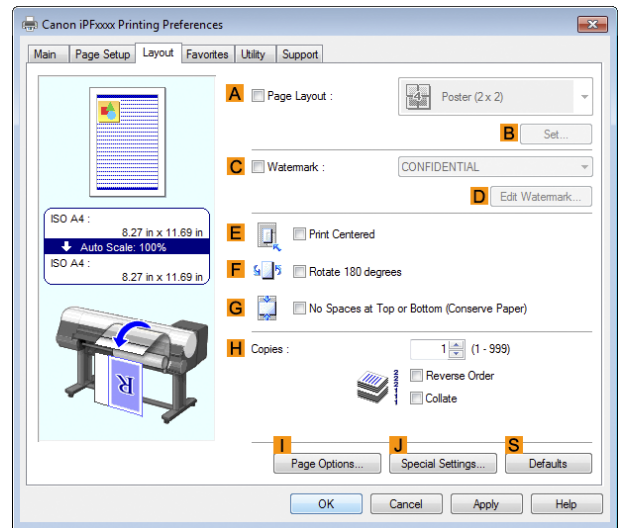 Canon iPFxxxx Printing Preferences
Main Page Setup Layout Favorites Utility Support
A Page Layout : 4 Poster (2 x 2)
B Set...
C Watermark : CONFIDENTIAL
D Edit Watermark...
ISO A4 :
8.27 in x 11.69 in
Auto Scale: 100%
ISO A4 :
8.27 in x 11.69 in
E Print Centered
F Rotate 180 degrees
G No Spaces at Top or Bottom (Conserve Paper)
H Copies : 1 (1 - 999)
Reverse Order
Collate
R
I J S
Page Options... Special Settings... Defaults
OK Cancel Apply Help